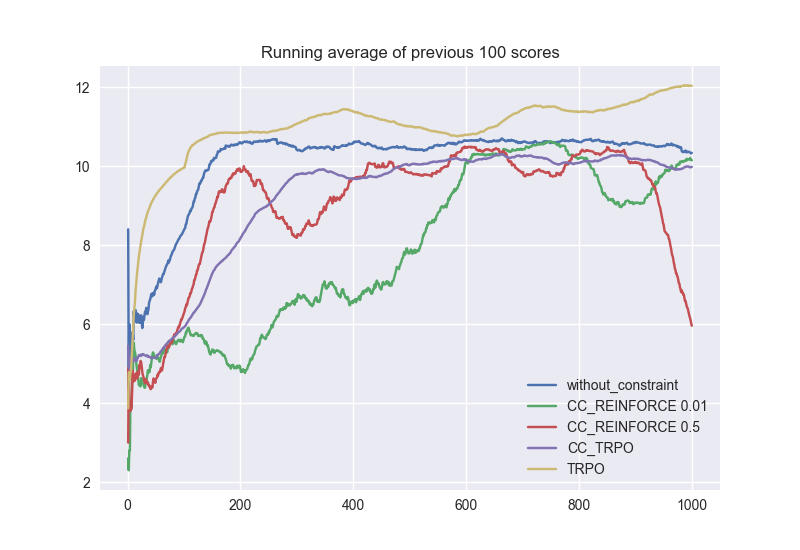 Running average of previous 100 scores
12
10
8
6
4
2
0
200
400
600
800
1000
without_constraint
CC_REINFORCE 0.01
CC_REINFORCE 0.5
CC_TRPO
TRPO